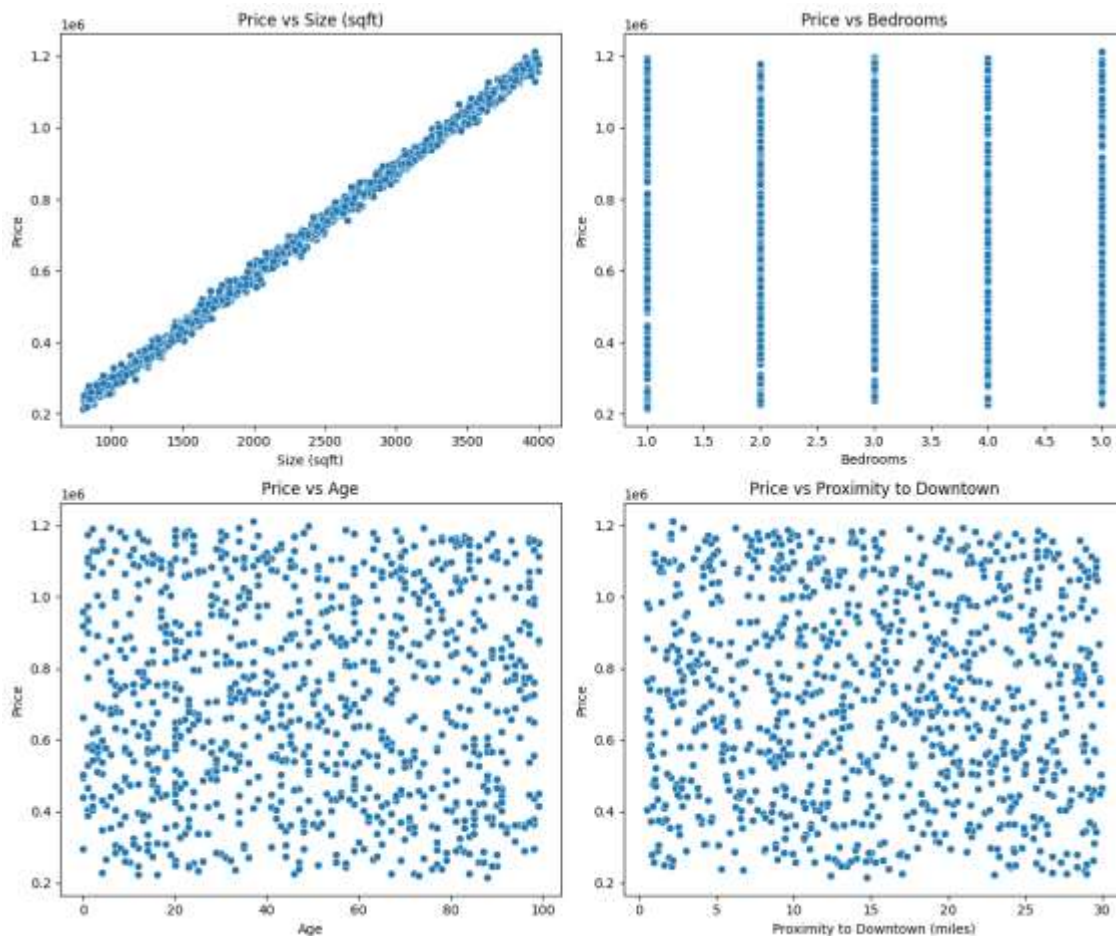 Price vs Size (sqft)
1e6
1.2
1.0
0.8
0.6
0.4
0.2
Price
1000 1500 2000 2500 3000 3500 4000
Size (sqft)
Price vs Bedrooms
1e6
1.2
1.0
0.8
0.6
0.4
0.2
Price
1.0 1.5 2.0 2.5 3.0 3.5 4.0 4.5 5.0
Bedrooms
Price vs Age
1e6
1.2
1.0
0.8
0.6
0.4
0.2
Price
0 20 40 60 80 100
Age
Price vs Proximity to Downtown
1e6
1.2
1.0
0.8
0.6
0.4
0.2
Price
0 5 10 15 20 25 30
Proximity to Downtown (miles)